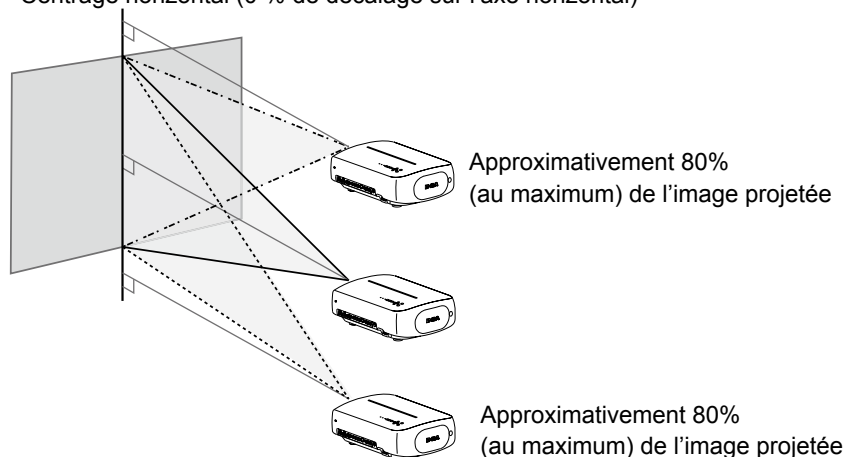 Centrage horizontal (0 % de décalage sur l'axe horizontal)
Approximativement 80%
(au maximum) de l'image projetée
Approximativement 80%
(au maximum) de l'image projetée